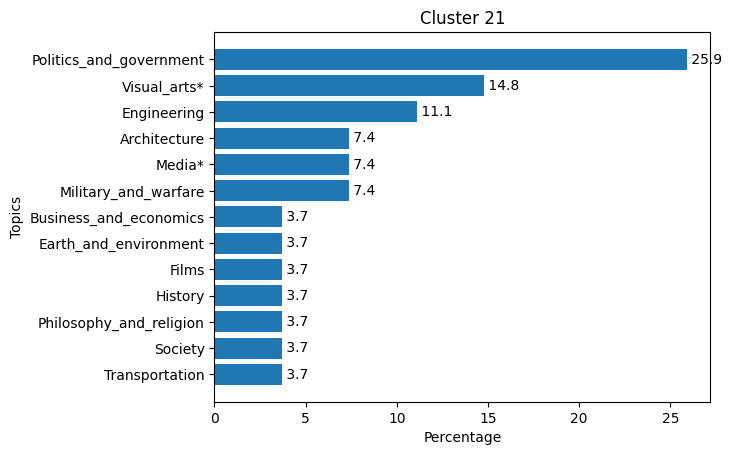 Cluster 21
Politics_and_government 25.9
Visual_arts* 14.8
Engineering 11.1
Architecture 7.4
Media* 7.4
Military_and_warfare 7.4
Business_and_economics 3.7
Earth_and_environment 3.7
Films 3.7
History 3.7
Philosophy_and_religion 3.7
Society 3.7
Transportation 3.7
Topics
0 5 10 15 20 25
Percentage